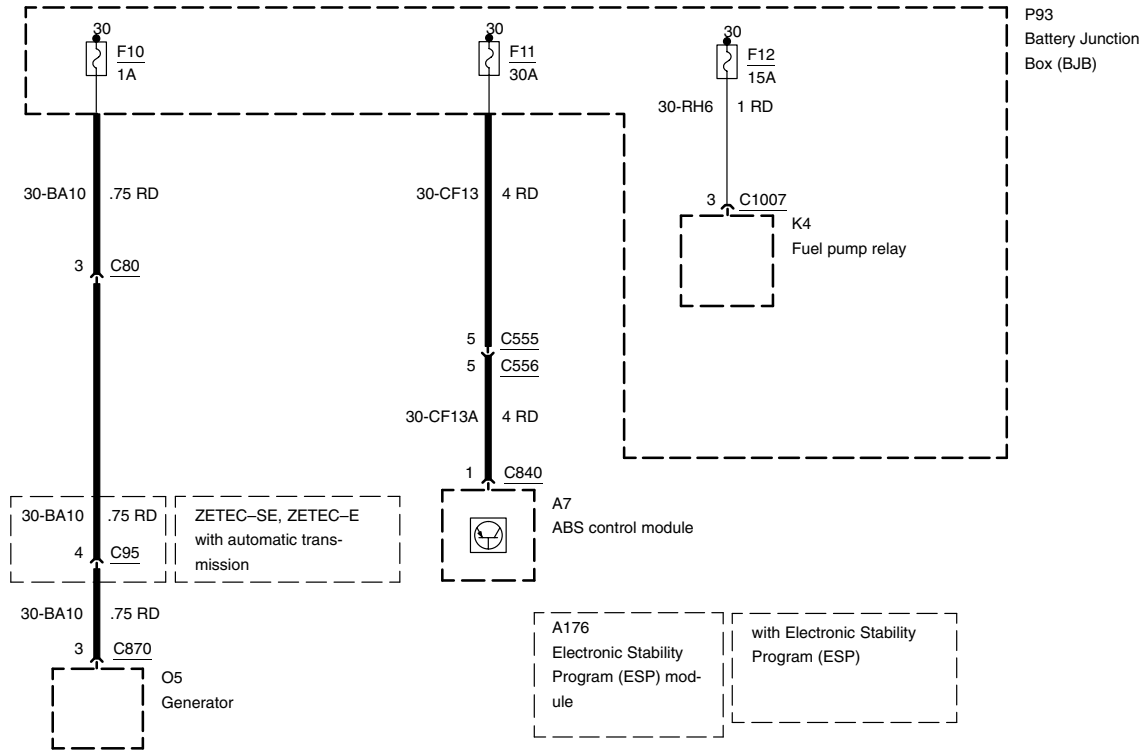 P93
Battery Junction
Box (BJB)
30
F10
1A
30
F11
30A
30
F12
15A
30-RH6 1 RD
30-BA10 .75 RD
30-CF13 4 RD
3 C1007
K4
Fuel pump relay
3 C80
5 C555
5 C556
30-CF13A 4 RD
1 C840
A7
ABS control module
30-BA10 .75 RD
4 C95
ZETEC–SE, ZETEC–E
with automatic trans-
mission
30-BA10 .75 RD
3 C870
O5
Generator
A176
Electronic Stability
Program (ESP) mod-
ule
with Electronic Stability
Program (ESP)